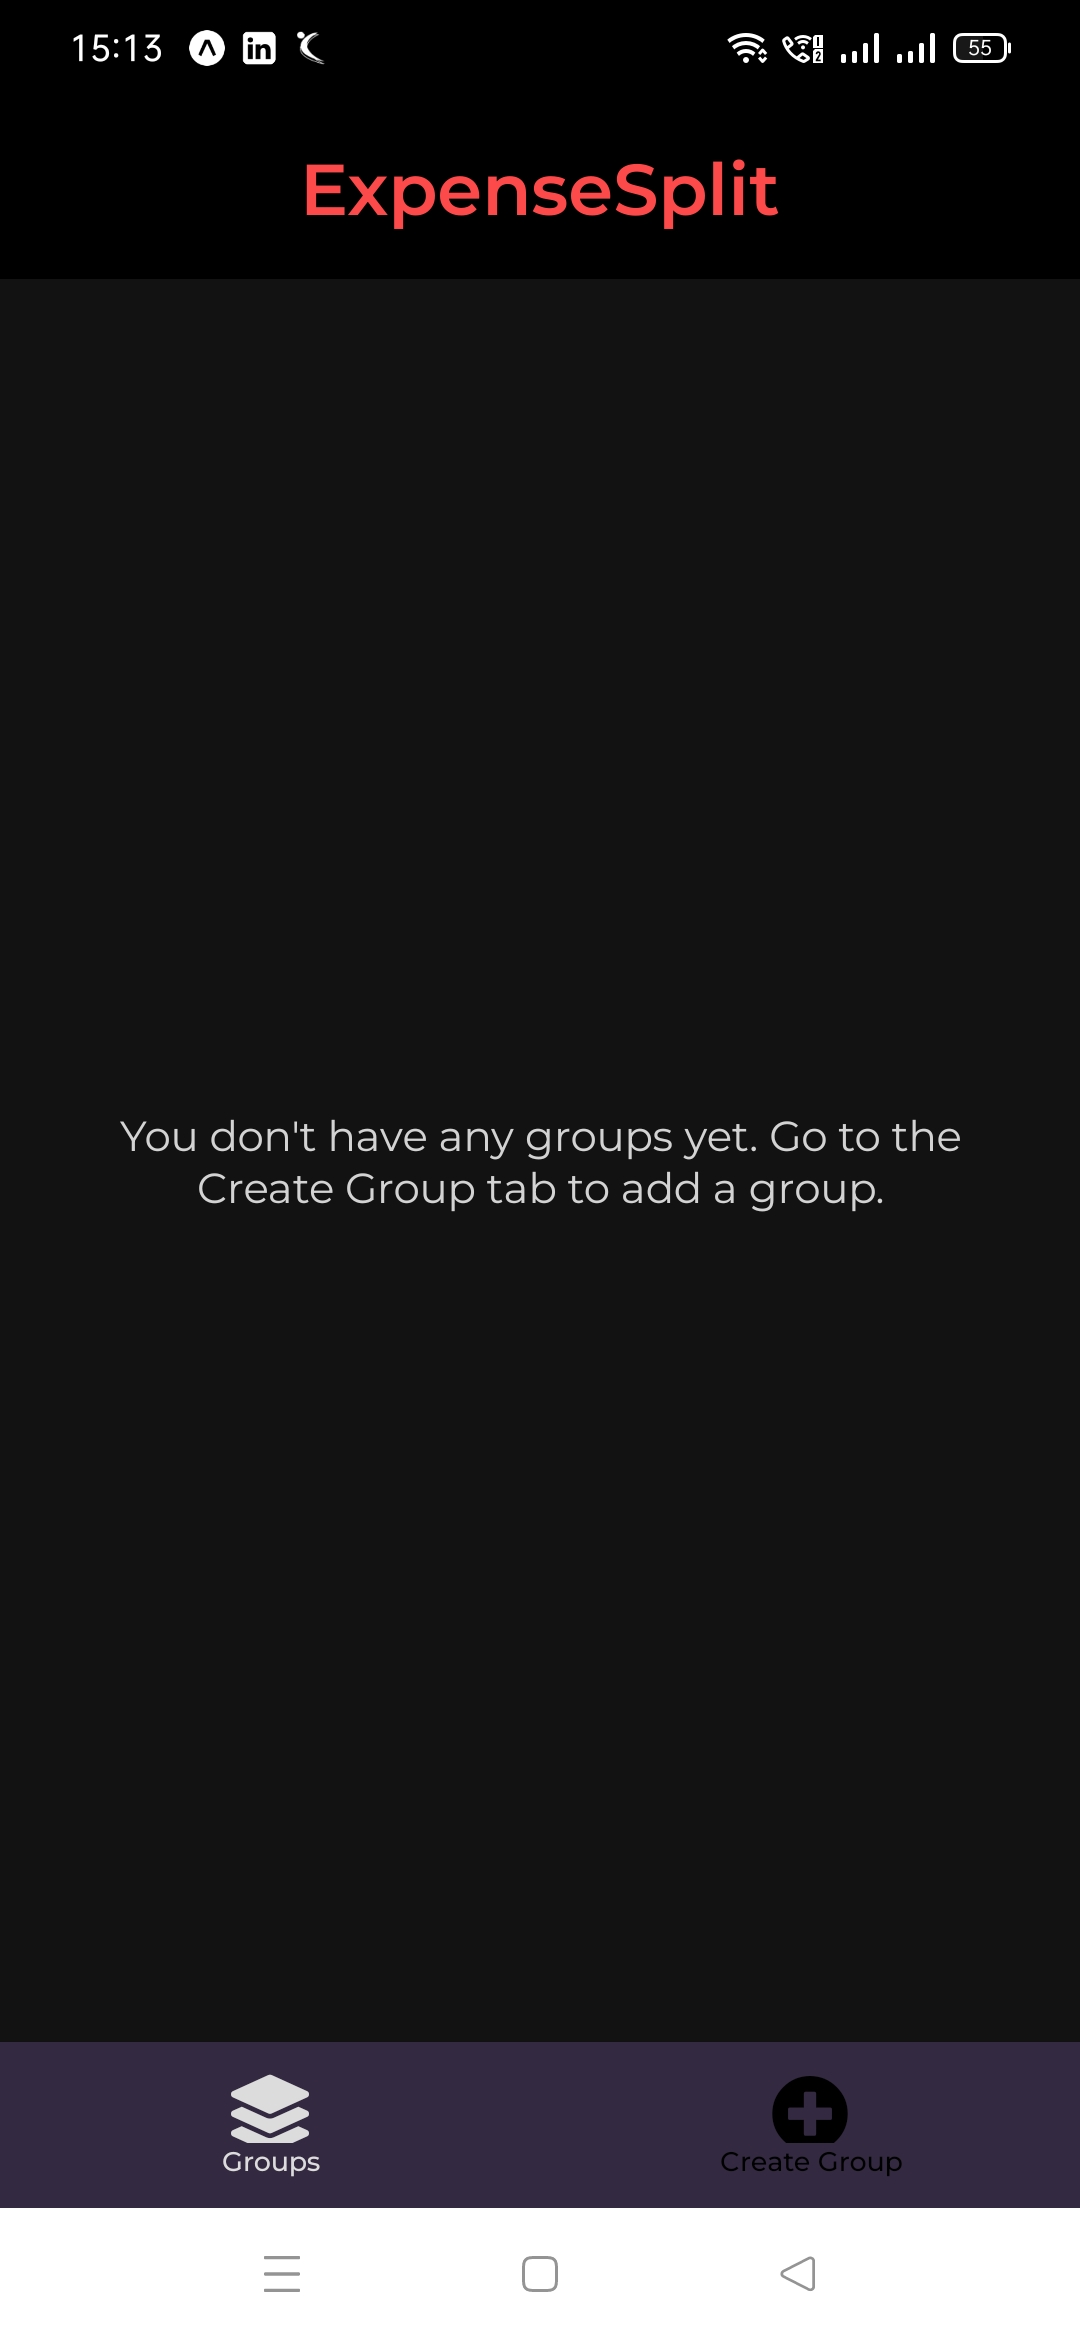 15:13
55
ExpenseSplit
You don't have any groups yet. Go to the
Create Group tab to add a group.
Groups
Create Group